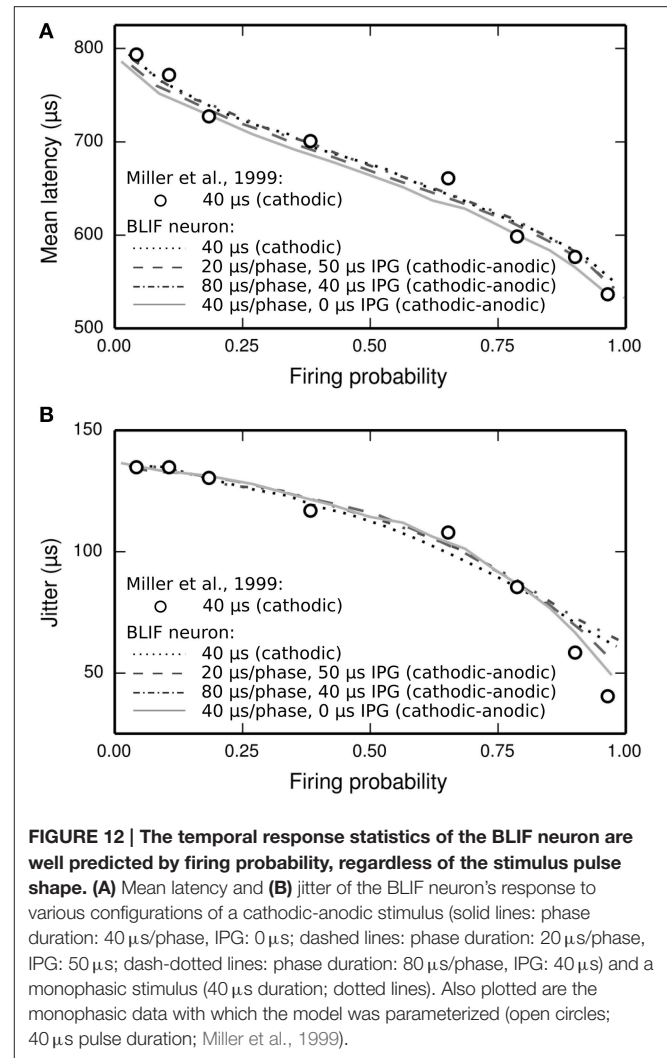 A
800
700
600
500
Mean latency (µs)
Miller et al., 1999:
40 µs (cathodic)
BLIF neuron:
40 µs (cathodic)
20 µs/phase, 50 µs IPG (cathodic-anodic)
80 µs/phase, 40 µs IPG (cathodic-anodic)
40 µs/phase, 0 µs IPG (cathodic-anodic)
0.00 0.25 0.50 0.75 1.00
Firing probability
B
150
100
50
Jitter (µs)
Miller et al., 1999:
40 µs (cathodic)
BLIF neuron:
40 µs (cathodic)
20 µs/phase, 50 µs IPG (cathodic-anodic)
80 µs/phase, 40 µs IPG (cathodic-anodic)
40 µs/phase, 0 µs IPG (cathodic-anodic)
0.00 0.25 0.50 0.75 1.00
Firing probability
FIGURE 12 | The temporal response statistics of the BLIF neuron are
well predicted by firing probability, regardless of the stimulus pulse
shape. (A) Mean latency and (B) jitter of the BLIF neuron's response to
various configurations of a cathodic-anodic stimulus (solid lines: phase
duration: 40 µs/phase, IPG: 0 µs; dashed lines: phase duration: 20 µs/phase,
IPG: 50 µs; dash-dotted lines: phase duration: 80 µs/phase, IPG: 40 µs) and a
monophasic stimulus (40 µs duration; dotted lines). Also plotted are the
monophasic data with which the model was parameterized (open circles;
40 µs pulse duration; Miller et al., 1999).